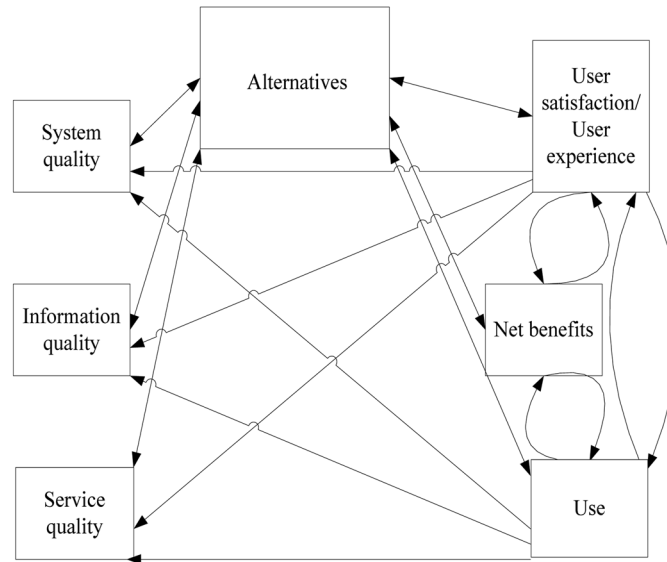 Alternatives
User
satisfaction/
User
experience
System
quality
Information
quality
Net benefits
Service
quality
Use